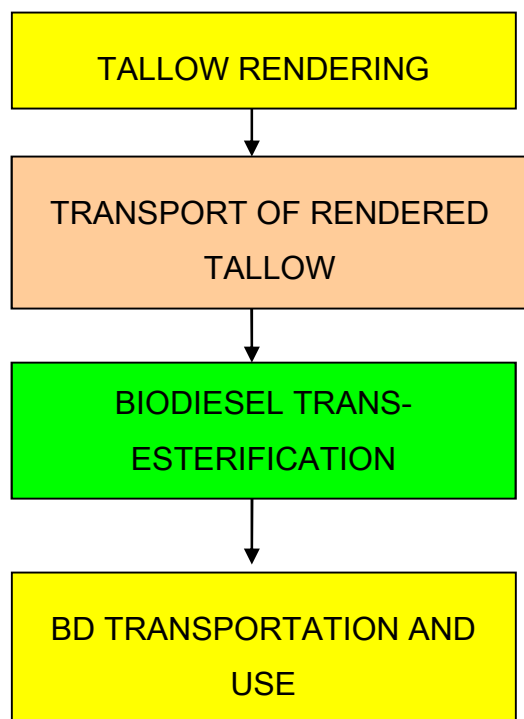 TALLOW RENDERING
TRANSPORT OF RENDERED
TALLOW
BIODIESEL TRANS-
ESTERIFICATION
BD TRANSPORTATION AND
USE